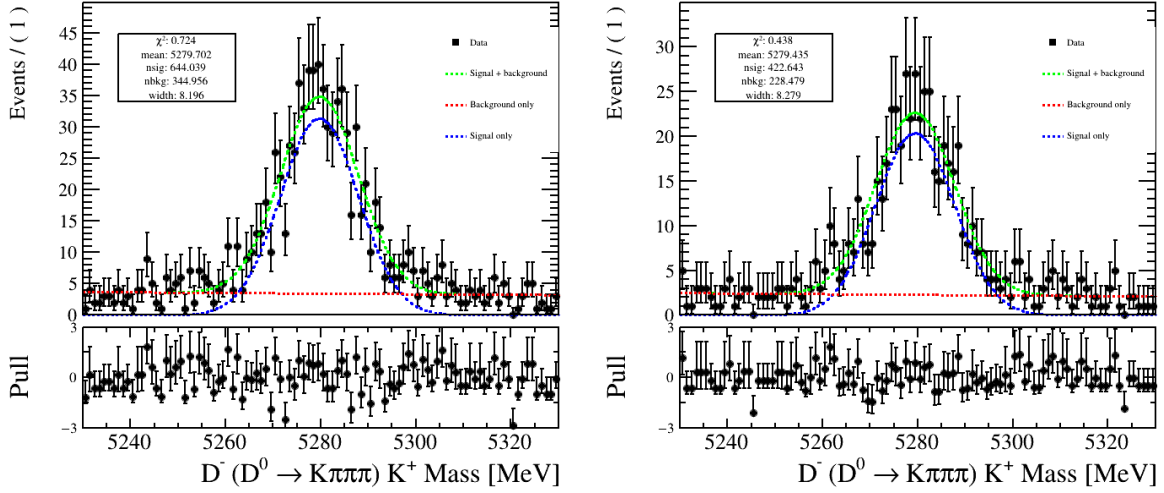 Events / ( 1 )
45
40
35
30
25
20
15
10
5
0
χ²: 0.724
mean: 5279.702
nsig: 644.039
nbkg: 344.956
width: 8.196
Data
Signal + background
Background only
Signal only
Pull
3
0
−3
5240 5260 5280 5300 5320
D⁻ (D⁰ → Kπππ) K⁺ Mass [MeV]
Events / ( 1 )
30
25
20
15
10
5
0
χ²: 0.438
mean: 5279.435
nsig: 422.643
nbkg: 228.479
width: 8.279
Data
Signal + background
Background only
Signal only
Pull
3
0
−3
5240 5260 5280 5300 5320
D⁻ (D⁰ → Kπππ) K⁺ Mass [MeV]